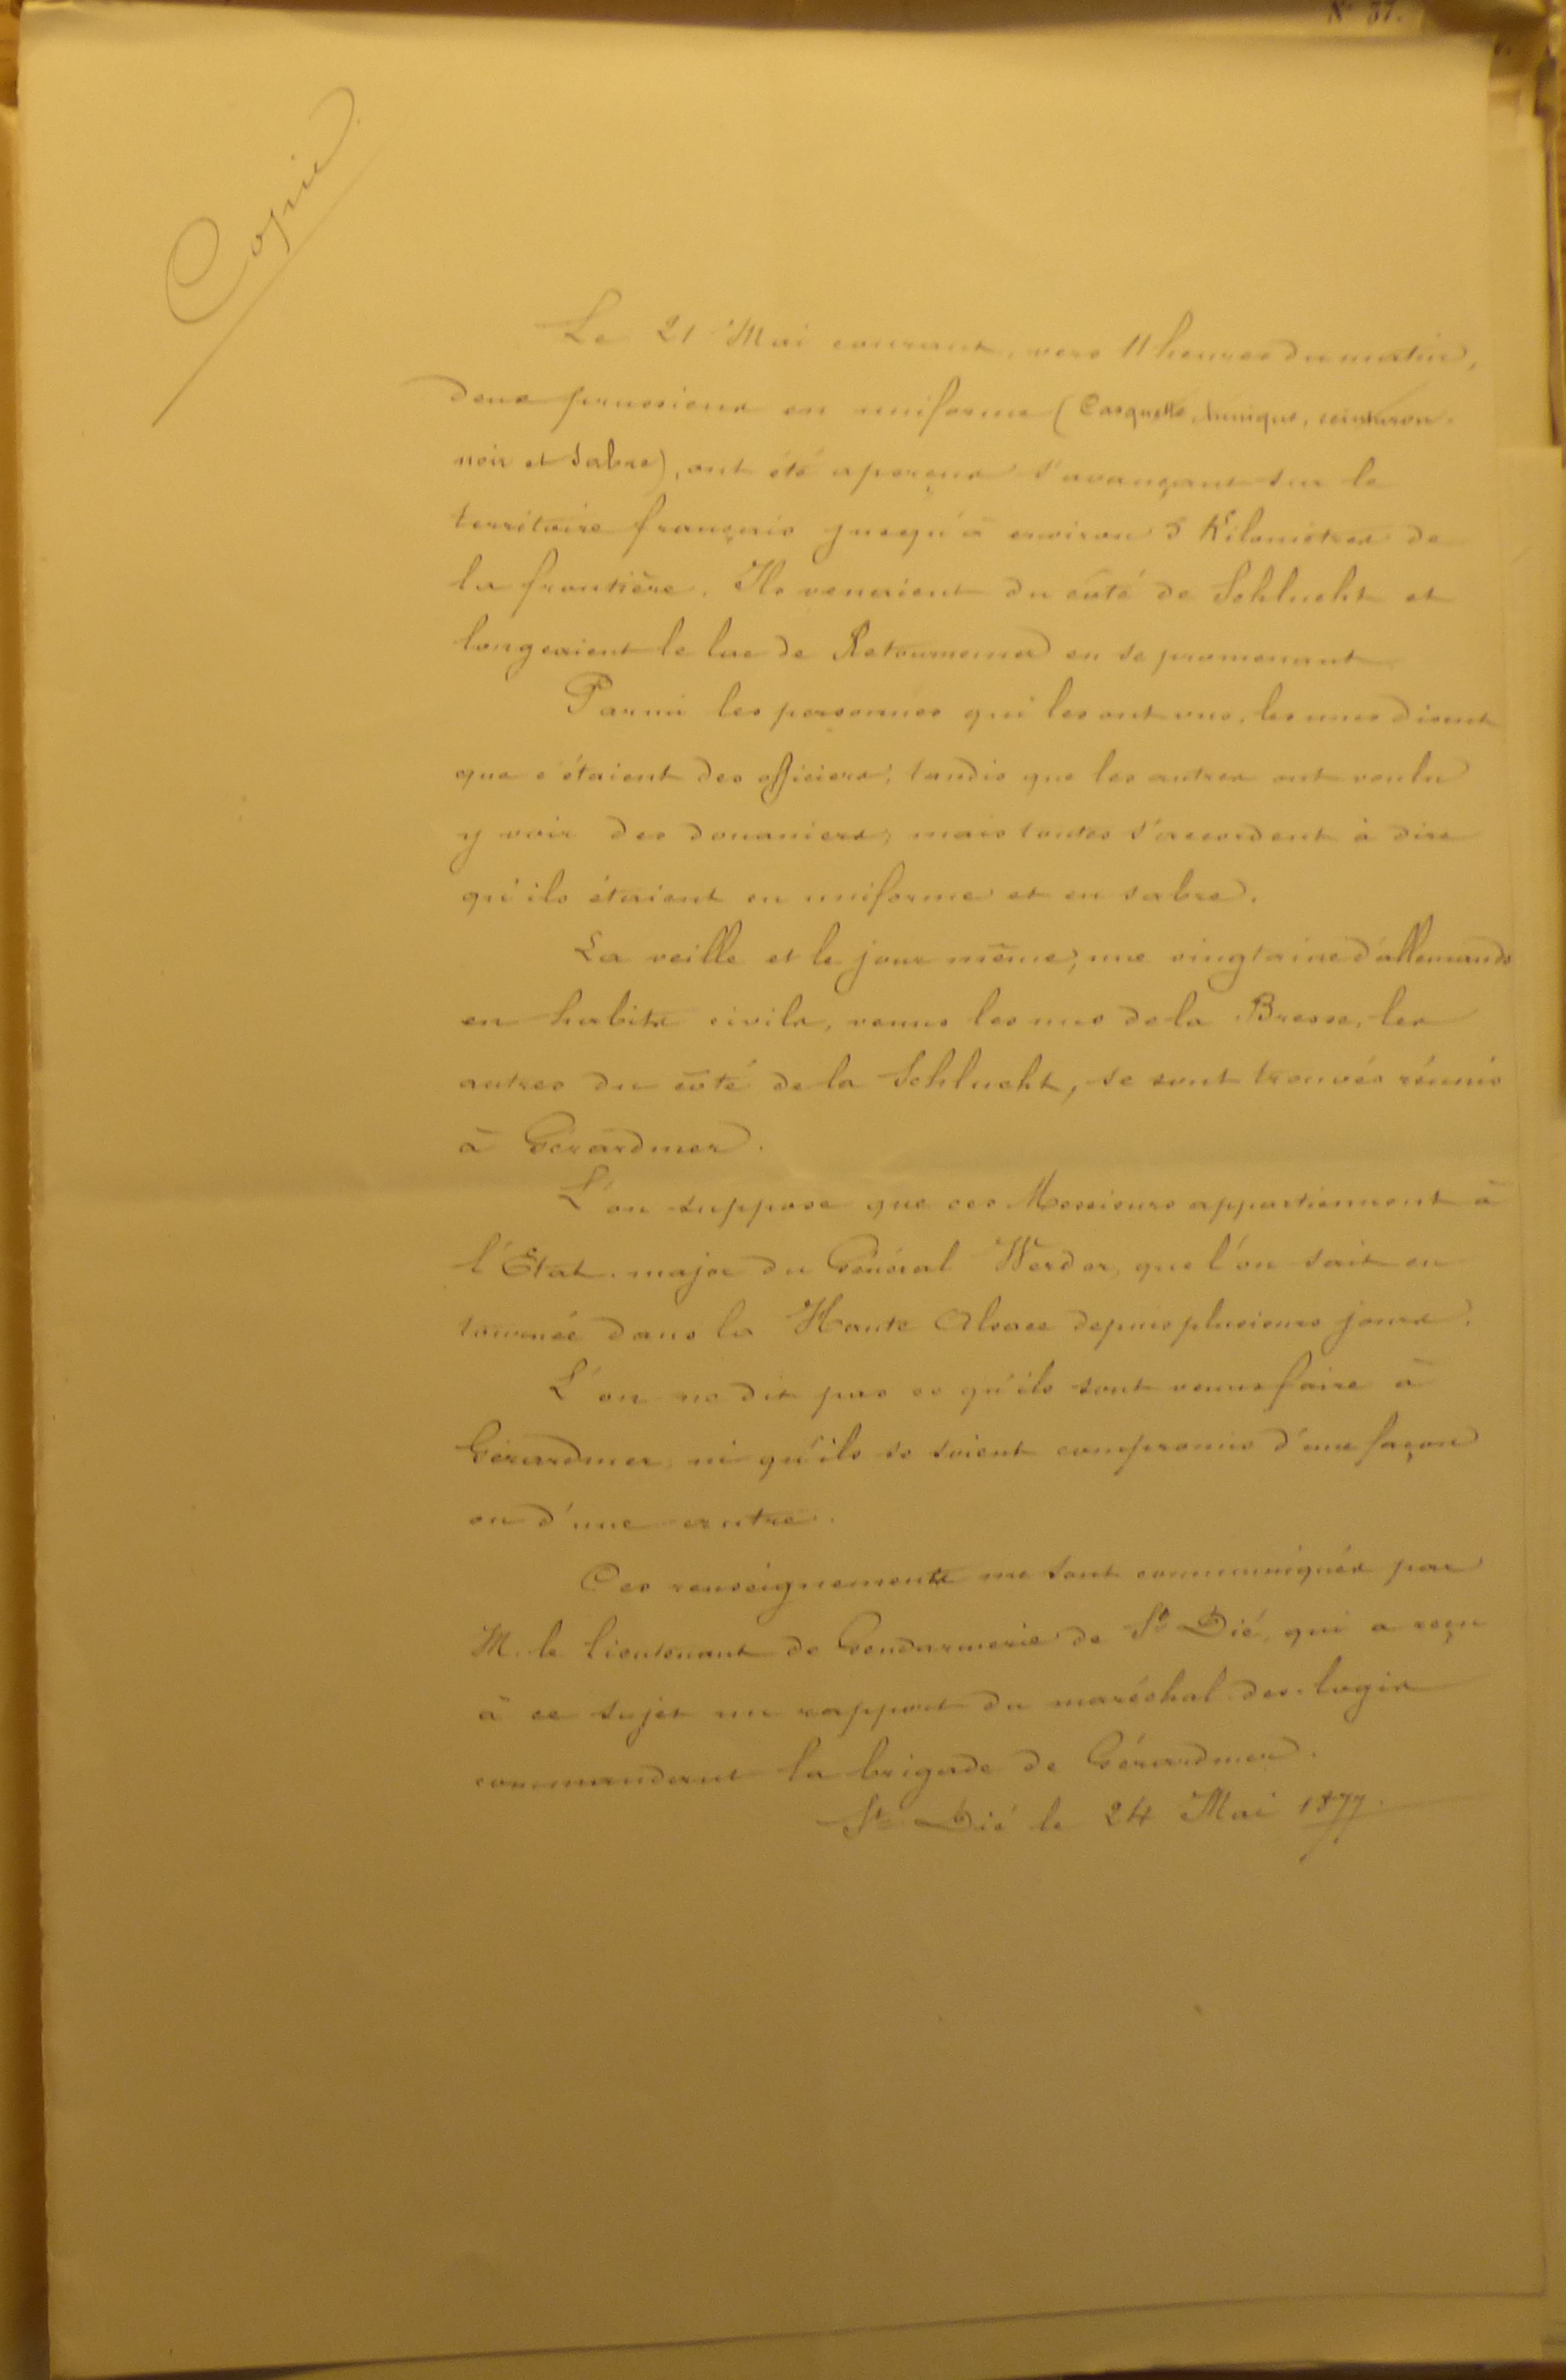 N° 37.
Copie
Le 21 Mai courant, vers 11 heures du matin,
deux prussiens en uniforme (Casquette, tunique, ceinturon
noir et sabre), ont été aperçus s'avançant sur le
territoire français jusqu'à environ 5 Kilomètres de
la frontière. Ils venaient du côté de Schlucht et
longeaient le lac de Retournemer en se promenant
Parmi les personnes qui les ont vus, les unes disent
que c'étaient des officiers; tandis que les autres ont voulu
y voir des douaniers; mais toutes s'accordent à dire
qu'ils étaient en uniforme et en sabre.
La veille et le jour même, une vingtaine d'allemands
en habits civils, venus les uns de la Bresse, les
autres du côté de la Schlucht, se sont trouvés réunis
à Gérardmer.
L'on suppose que ces Messieurs appartiennent à
l'Etat-major du Général Werder, que l'on sait en
tournée dans la Haute Alsace depuis plusieurs jours.
L'on ne dit pas ce qu'ils sont venus faire à
Gérardmer, ni qu'ils se soient compromis d'une façon
ou d'une autre.
Ces renseignements me sont communiqués par
M. le lieutenant de Gendarmerie de St Dié, qui a reçu
à ce sujet un rapport du maréchal-des-logis
commandant la brigade de Gérardmer.
St Dié le 24 Mai 1877.